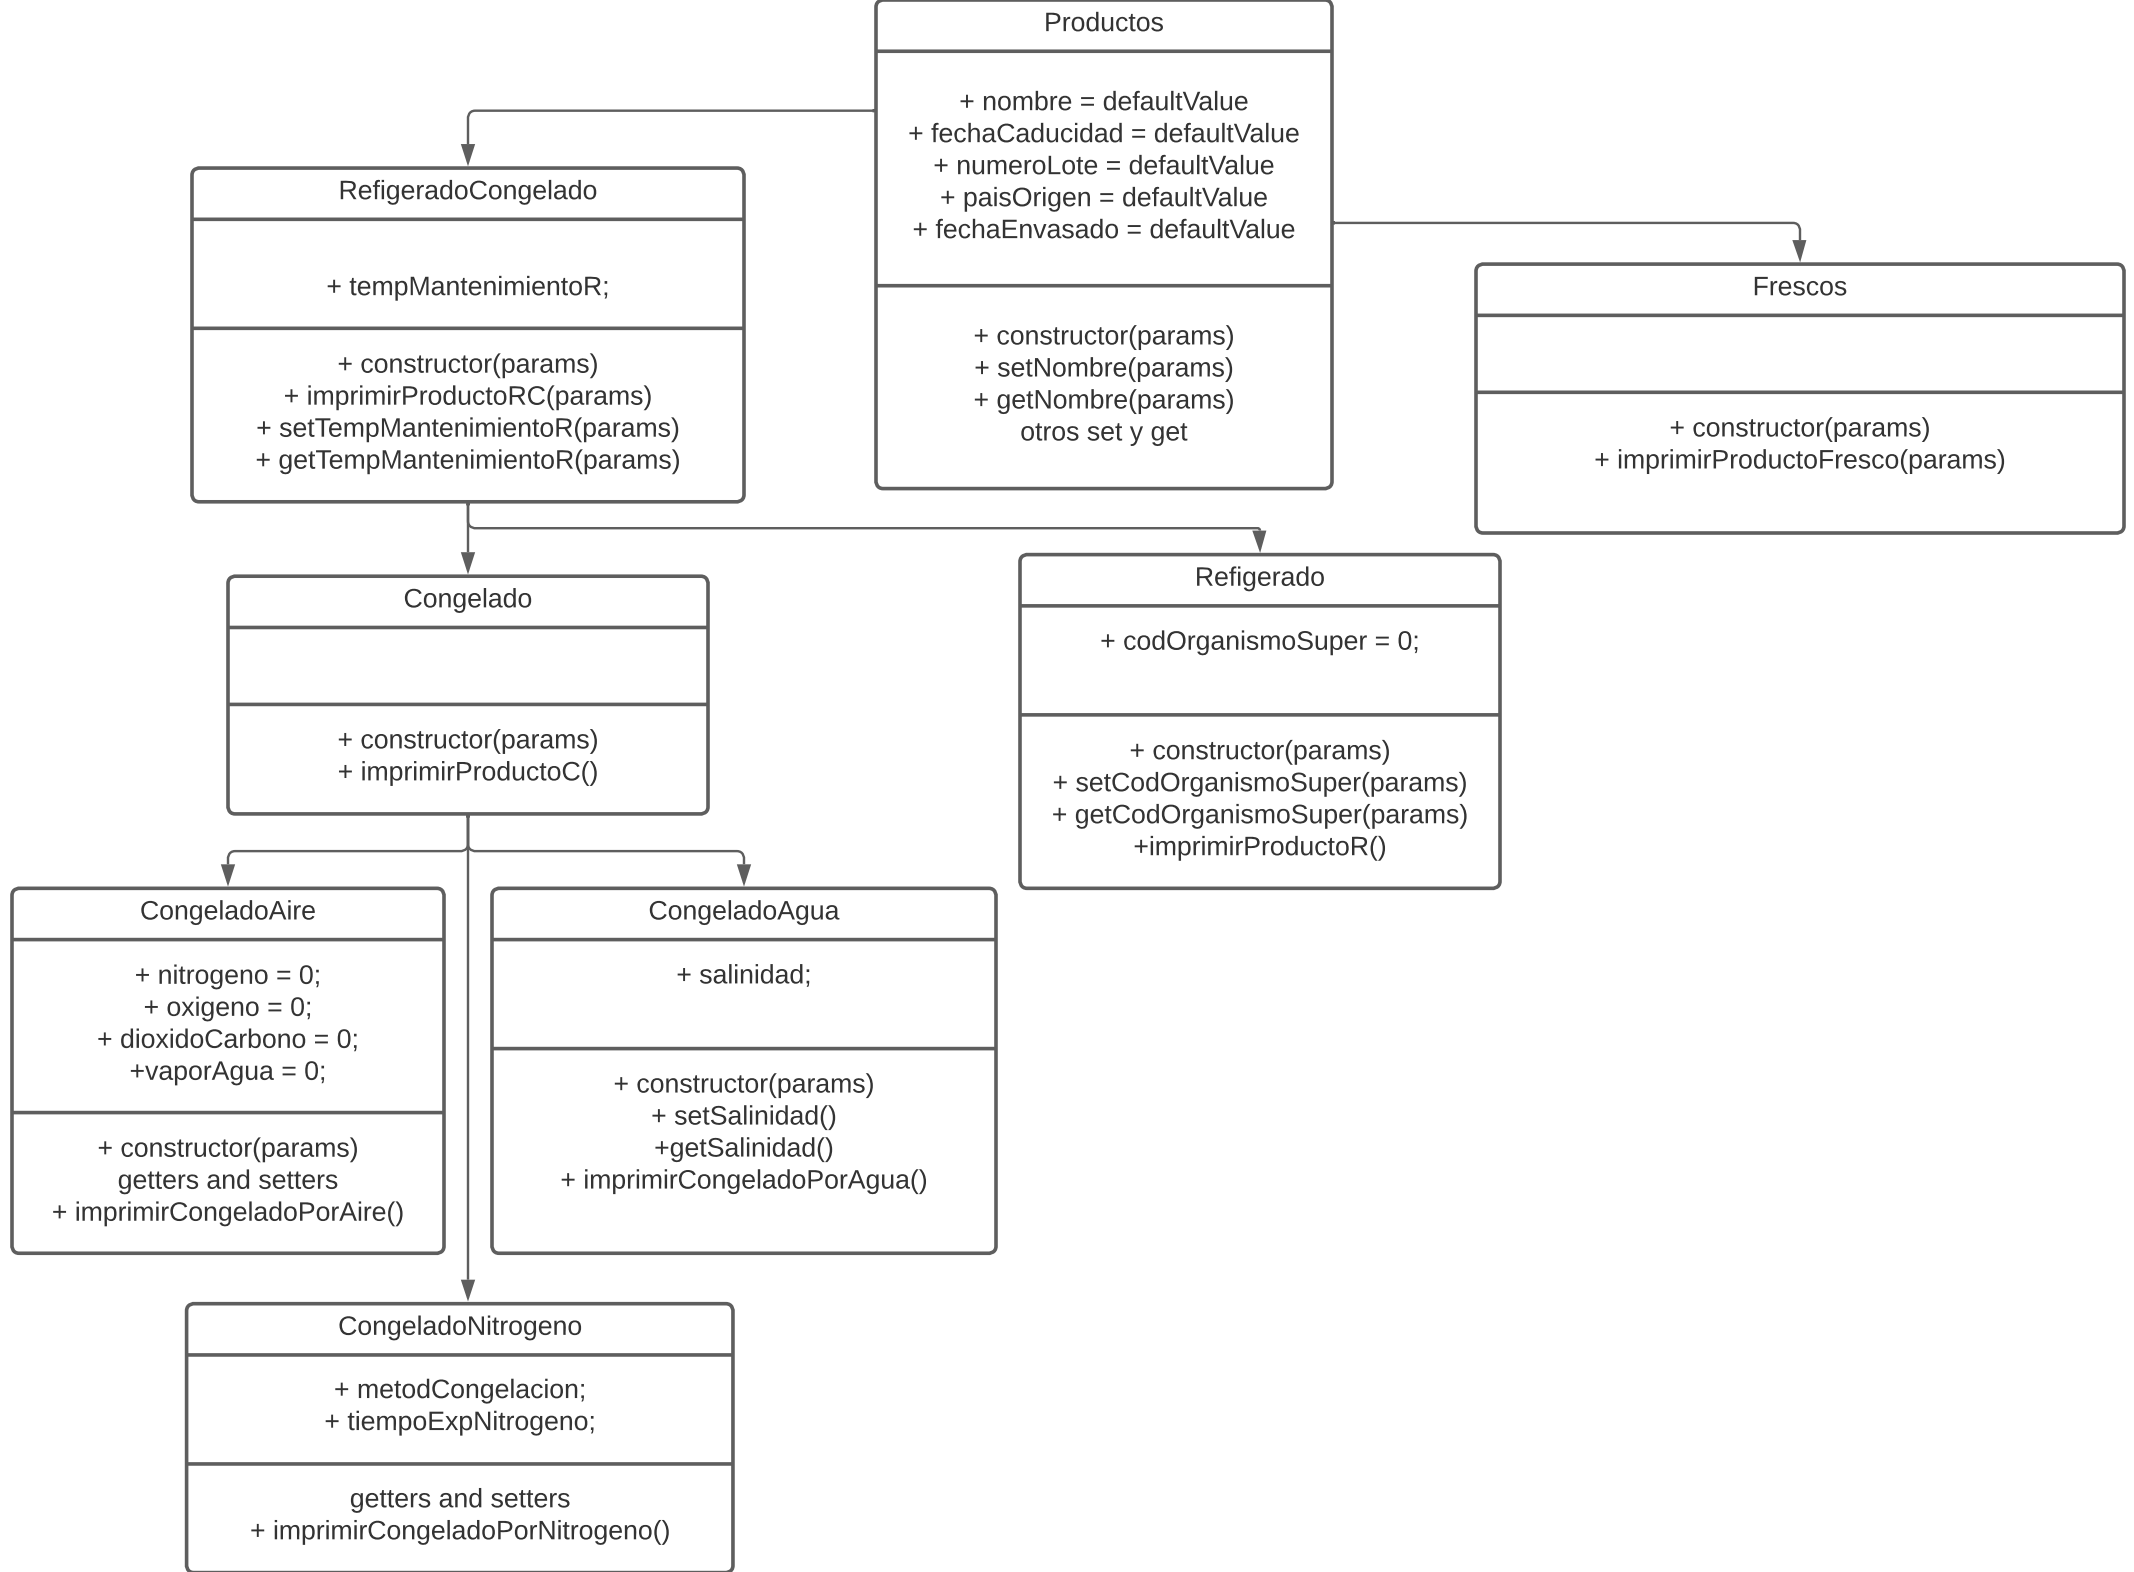 Productos
+ nombre = defaultValue
+ fechaCaducidad = defaultValue
+ numeroLote = defaultValue
+ paisOrigen = defaultValue
+ fechaEnvasado = defaultValue
+ constructor(params)
+ setNombre(params)
+ getNombre(params)
otros set y get
RefigeradoCongelado
+ tempMantenimientoR;
+ constructor(params)
+ imprimirProductoRC(params)
+ setTempMantenimientoR(params)
+ getTempMantenimientoR(params)
Frescos
+ constructor(params)
+ imprimirProductoFresco(params)
Congelado
+ constructor(params)
+ imprimirProductoC()
Refigerado
+ codOrganismoSuper = 0;
+ constructor(params)
+ setCodOrganismoSuper(params)
+ getCodOrganismoSuper(params)
+imprimirProductoR()
CongeladoAire
+ nitrogeno = 0;
+ oxigeno = 0;
+ dioxidoCarbono = 0;
+vaporAgua = 0;
+ constructor(params)
getters and setters
+ imprimirCongeladoPorAire()
CongeladoAgua
+ salinidad;
+ constructor(params)
+ setSalinidad()
+getSalinidad()
+ imprimirCongeladoPorAgua()
CongeladoNitrogeno
+ metodCongelacion;
+ tiempoExpNitrogeno;
getters and setters
+ imprimirCongeladoPorNitrogeno()